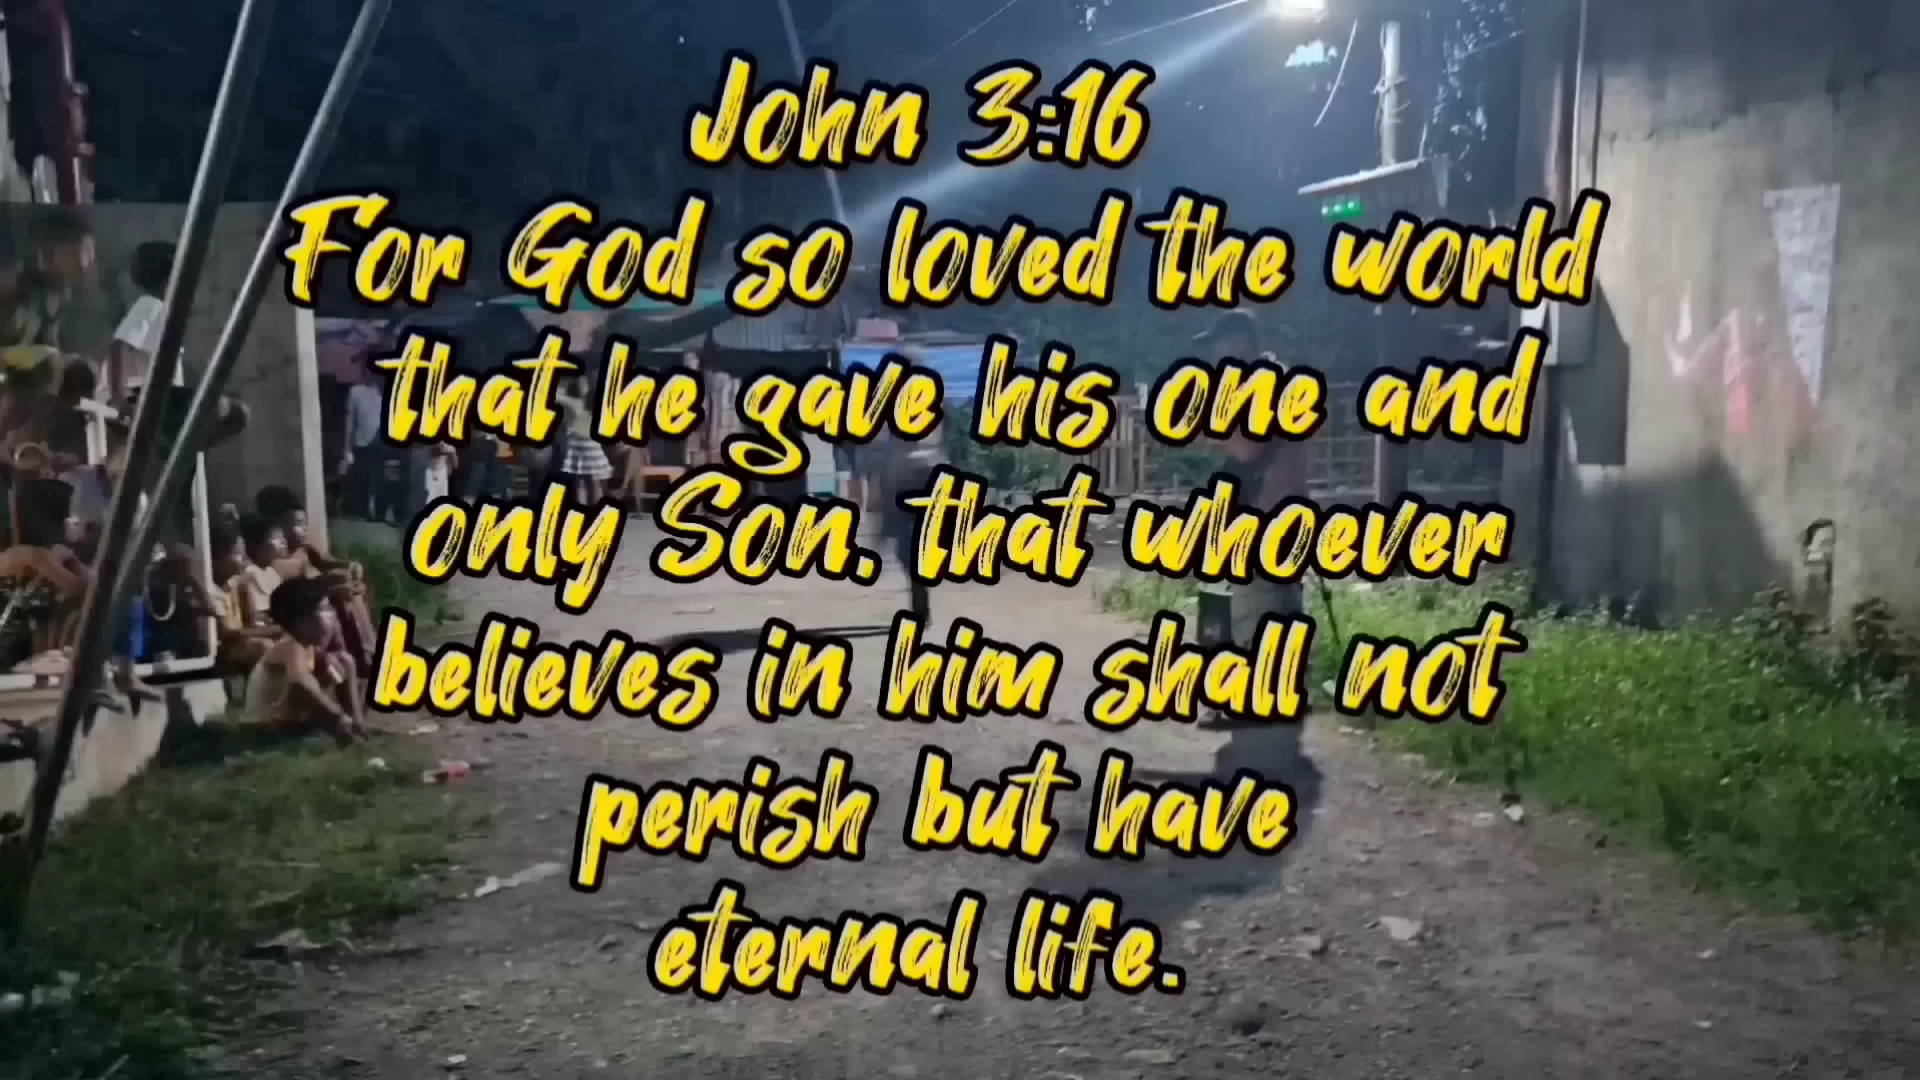 John 3:16
For God so loved the world
that he gave his one and
only Son, that whoever
believes in him shall not
perish but have
eternal life.